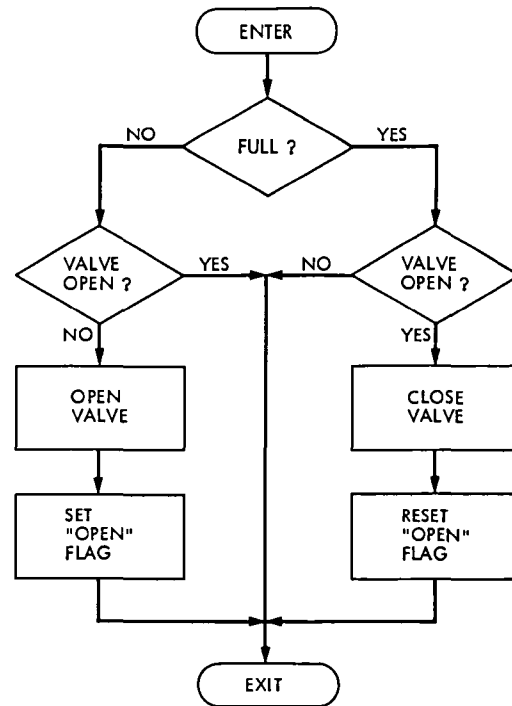 ENTER
FULL ?
NO
YES
VALVE
OPEN ?
YES
NO
VALVE
OPEN ?
NO
YES
OPEN
VALVE
CLOSE
VALVE
SET
"OPEN"
FLAG
RESET
"OPEN"
FLAG
EXIT